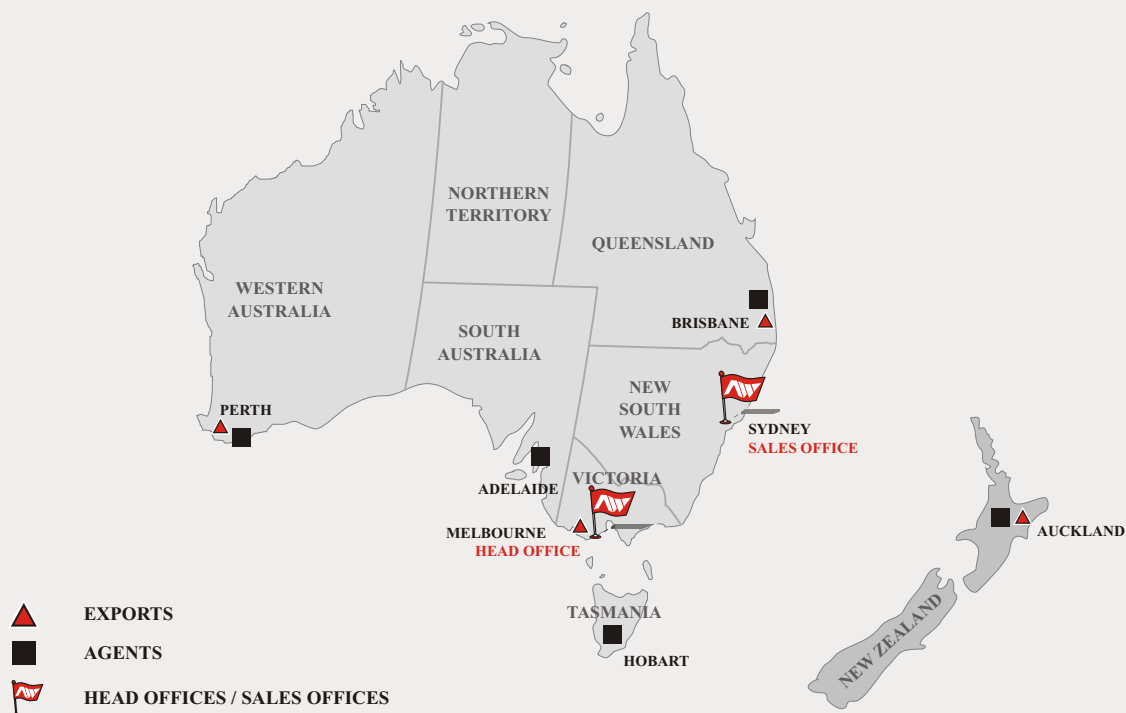 NORTHERN
TERRITORY
QUEENSLAND
WESTERN
AUSTRALIA
SOUTH
AUSTRALIA
BRISBANE
NEW
SOUTH
WALES
PERTH
SYDNEY
SALES OFFICE
VICTORIA
ADELAIDE
MELBOURNE
HEAD OFFICE
AUCKLAND
TASMANIA
HOBART
NEW ZEALAND
EXPORTS
AGENTS
HEAD OFFICES / SALES OFFICES